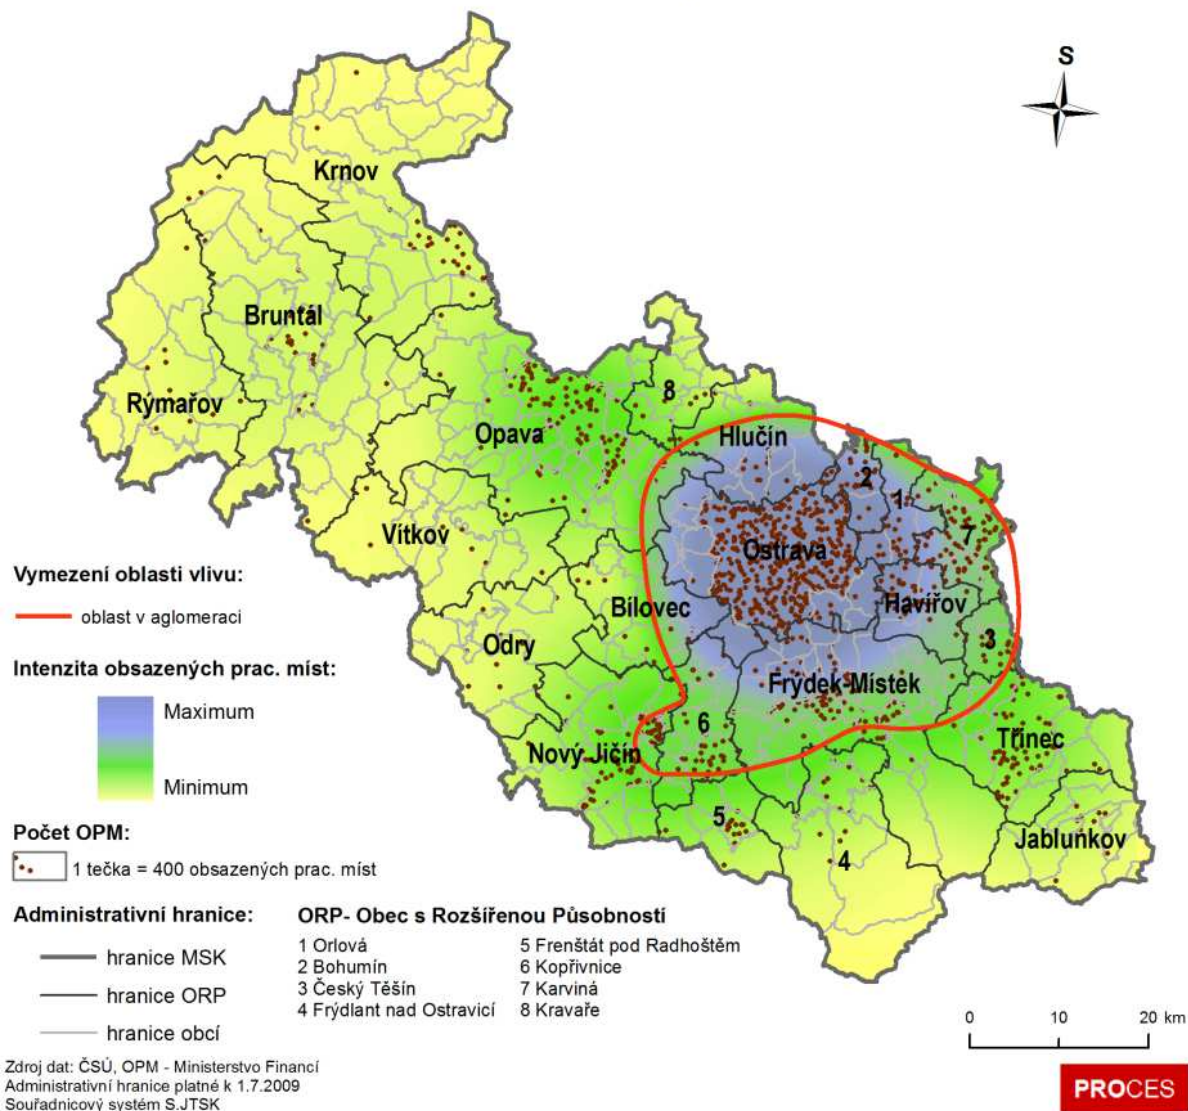 S
Krnov
Bruntál
Rýmařov
Opava
8
Hlučín
2
1
Vítkov
Ostrava
7
Bílovec
Havířov
Odry
3
Frýdek-Místek
6
Nový Jičín
Třinec
5
4
Jablunkov
Vymezení oblasti vlivu:
oblast v aglomeraci
Intenzita obsazených prac. míst:
Maximum
Minimum
Počet OPM:
1 tečka = 400 obsazených prac. míst
Administrativní hranice:
hranice MSK
hranice ORP
hranice obcí
ORP- Obec s Rozšířenou Působností
1 Orlová
2 Bohumín
3 Český Těšín
4 Frýdlant nad Ostravicí
5 Frenštát pod Radhoštěm
6 Kopřivnice
7 Karviná
8 Kravaře
0 10 20 km
Zdroj dat: ČSÚ, OPM - Ministerstvo Financí
Administrativní hranice platné k 1.7.2009
Souřadnicový systém S.JTSK
PROCES